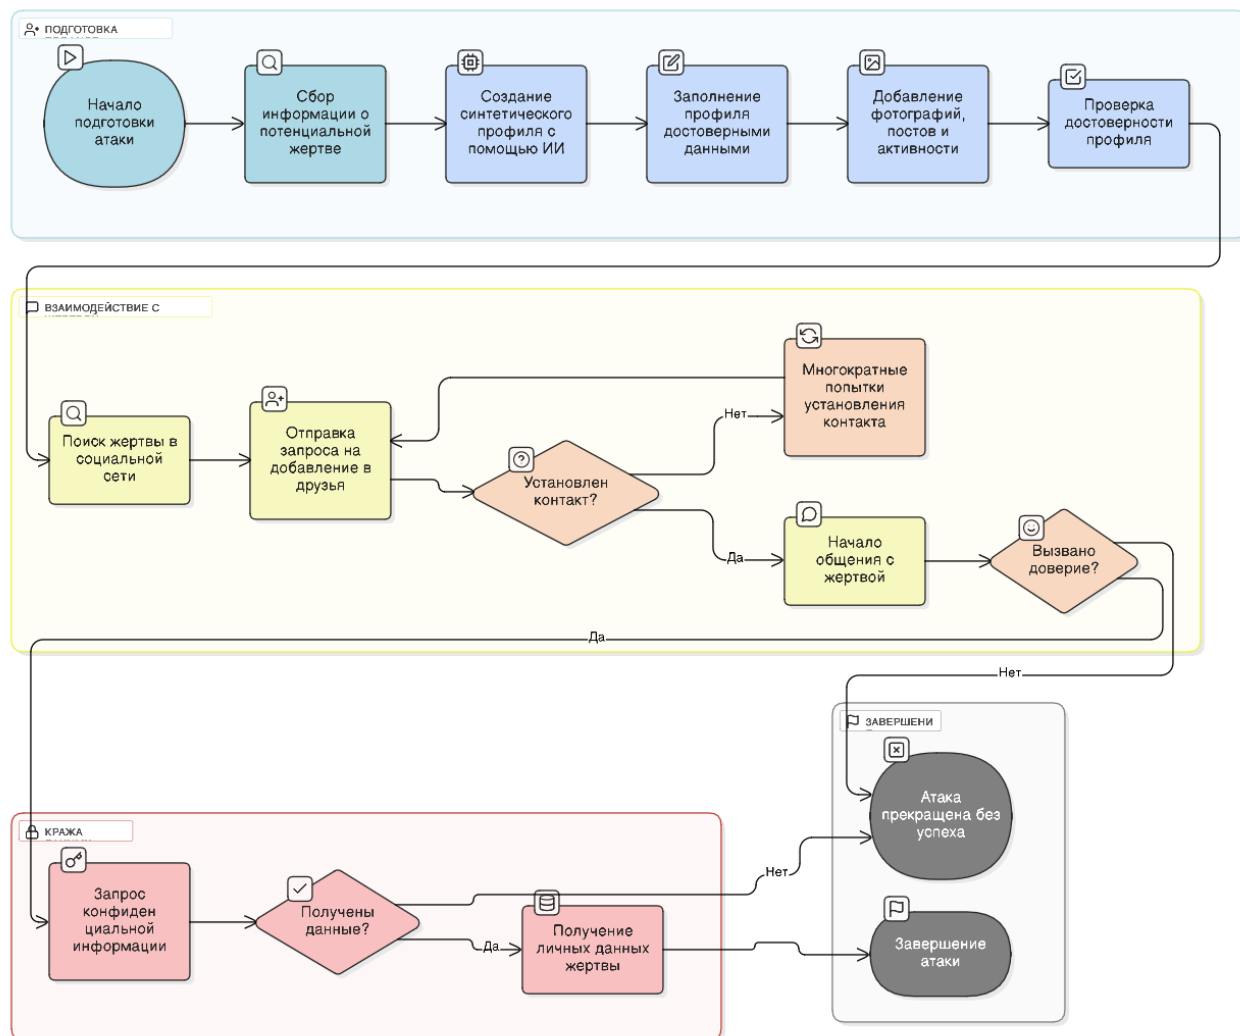 ПОДГОТОВКА
Начало
подготовки
атаки
Сбор
информации о
потенциальной
жертве
Создание
синтетического
профиля с
помощью ИИ
Заполнение
профиля
достоверными
данными
Добавление
фотографий,
постов и
активности
Проверка
достоверности
профиля
ВЗАИМОДЕЙСТВИЕ С
Поиск жертвы в
социальной
сети
Отправка
запроса на
добавление в
друзья
Установлен
контакт?
Нет
Многократные
попытки
установления
контакта
Да
Начало
общения с
жертвой
Вызвано
доверие?
Да
Нет
ЗАВЕРШЕНИ
Атака
прекращена без
успеха
Завершение
атаки
КРАЖА
Запрос
конфиден
циальной
информации
Получены
данные?
Нет
Да
Получение
личных данных
жертвы